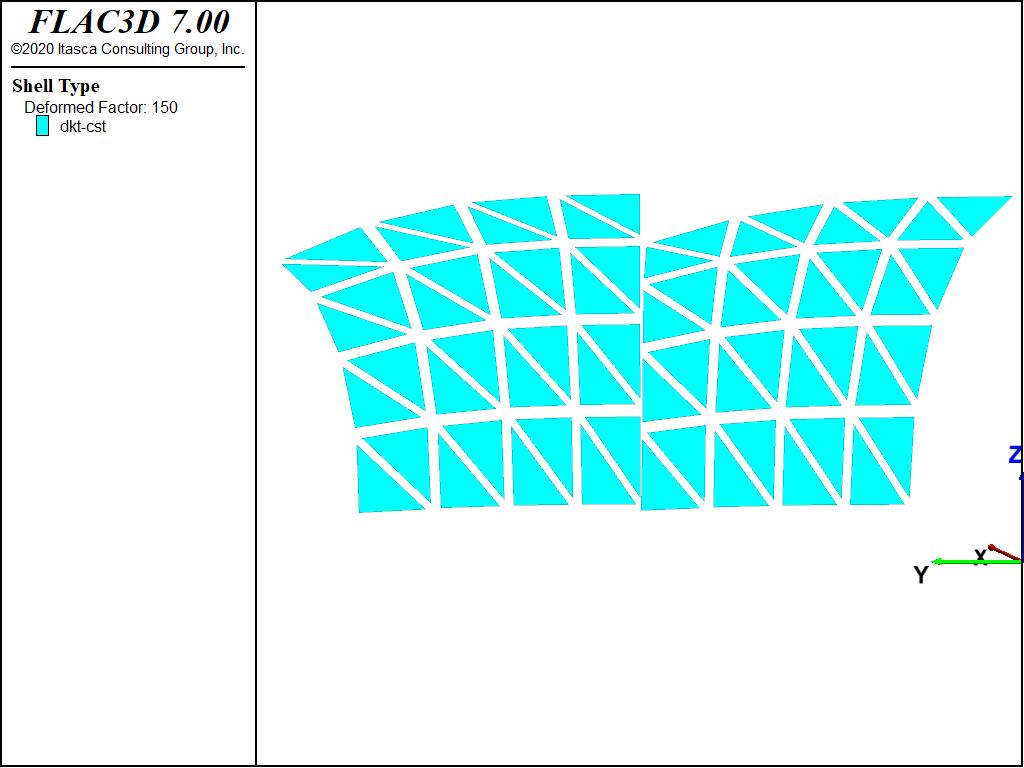 FLAC3D 7.00
©2020 Itasca Consulting Group, Inc.
Shell Type
Deformed Factor: 150
dkt-cst
Z
X
Y